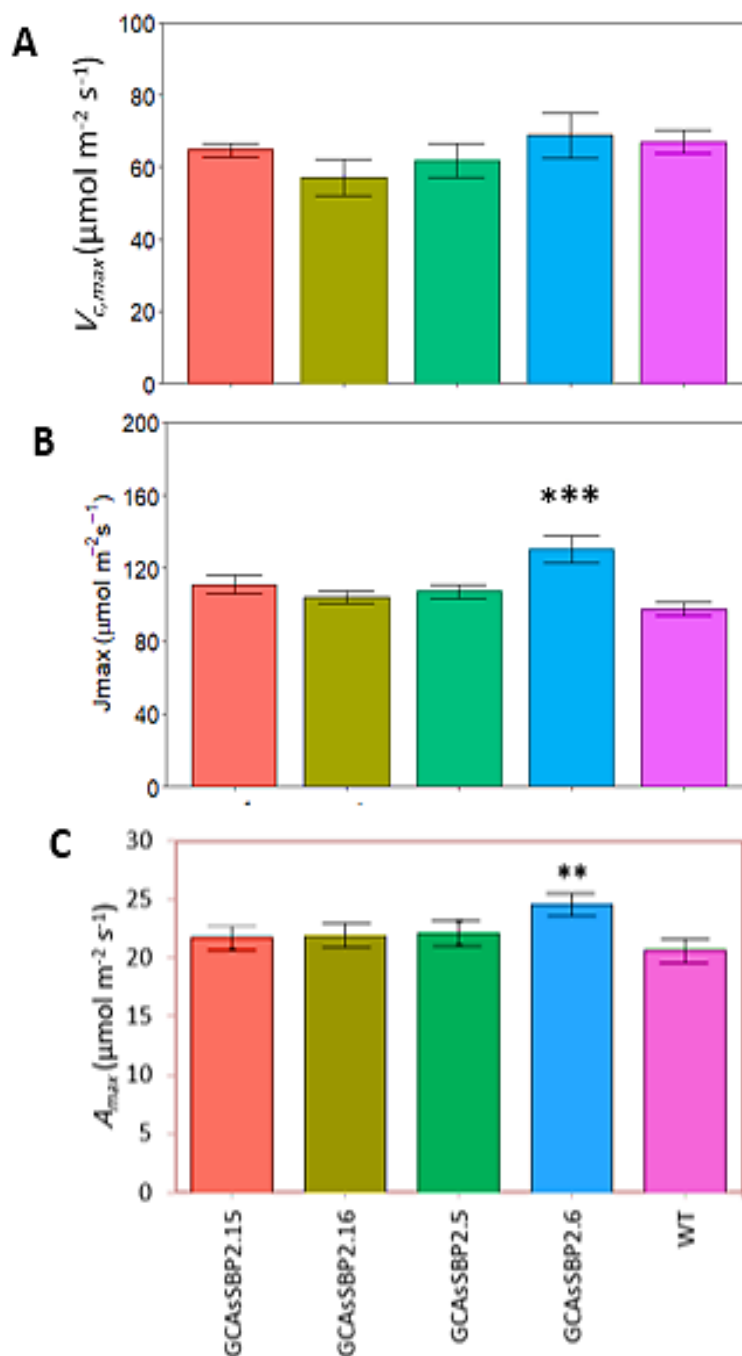 A
100
80
60
40
20
0
Vc,max (µmol m⁻² s⁻¹)
B
200
160
120
80
40
0
Jmax (µmol m⁻²s⁻¹)
***
C
30
25
20
15
10
5
0
Amax (µmol m⁻² s⁻¹)
**
GCAsSBP2.15
GCAsSBP2.16
GCAsSBP2.5
GCAsSBP2.6
WT